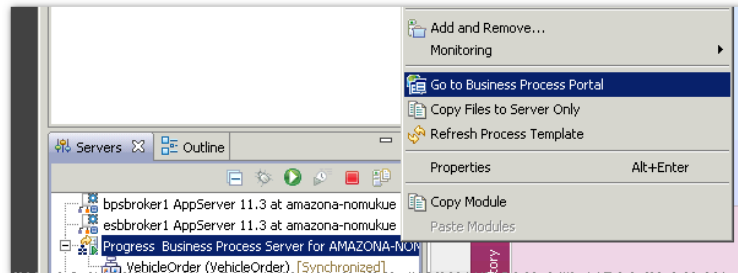 Add and Remove...
Monitoring
Go to Business Process Portal
Copy Files to Server Only
Refresh Process Template
Properties Alt+Enter
Copy Module
Paste Modules
Servers Outline
bpsbroker1 AppServer 11.3 at amazona-nomukue
esbbroker1 AppServer 11.3 at amazona-nomukue
Progress Business Process Server for AMAZONA-NOM
VehicleOrder (VehicleOrder) [Synchronized]